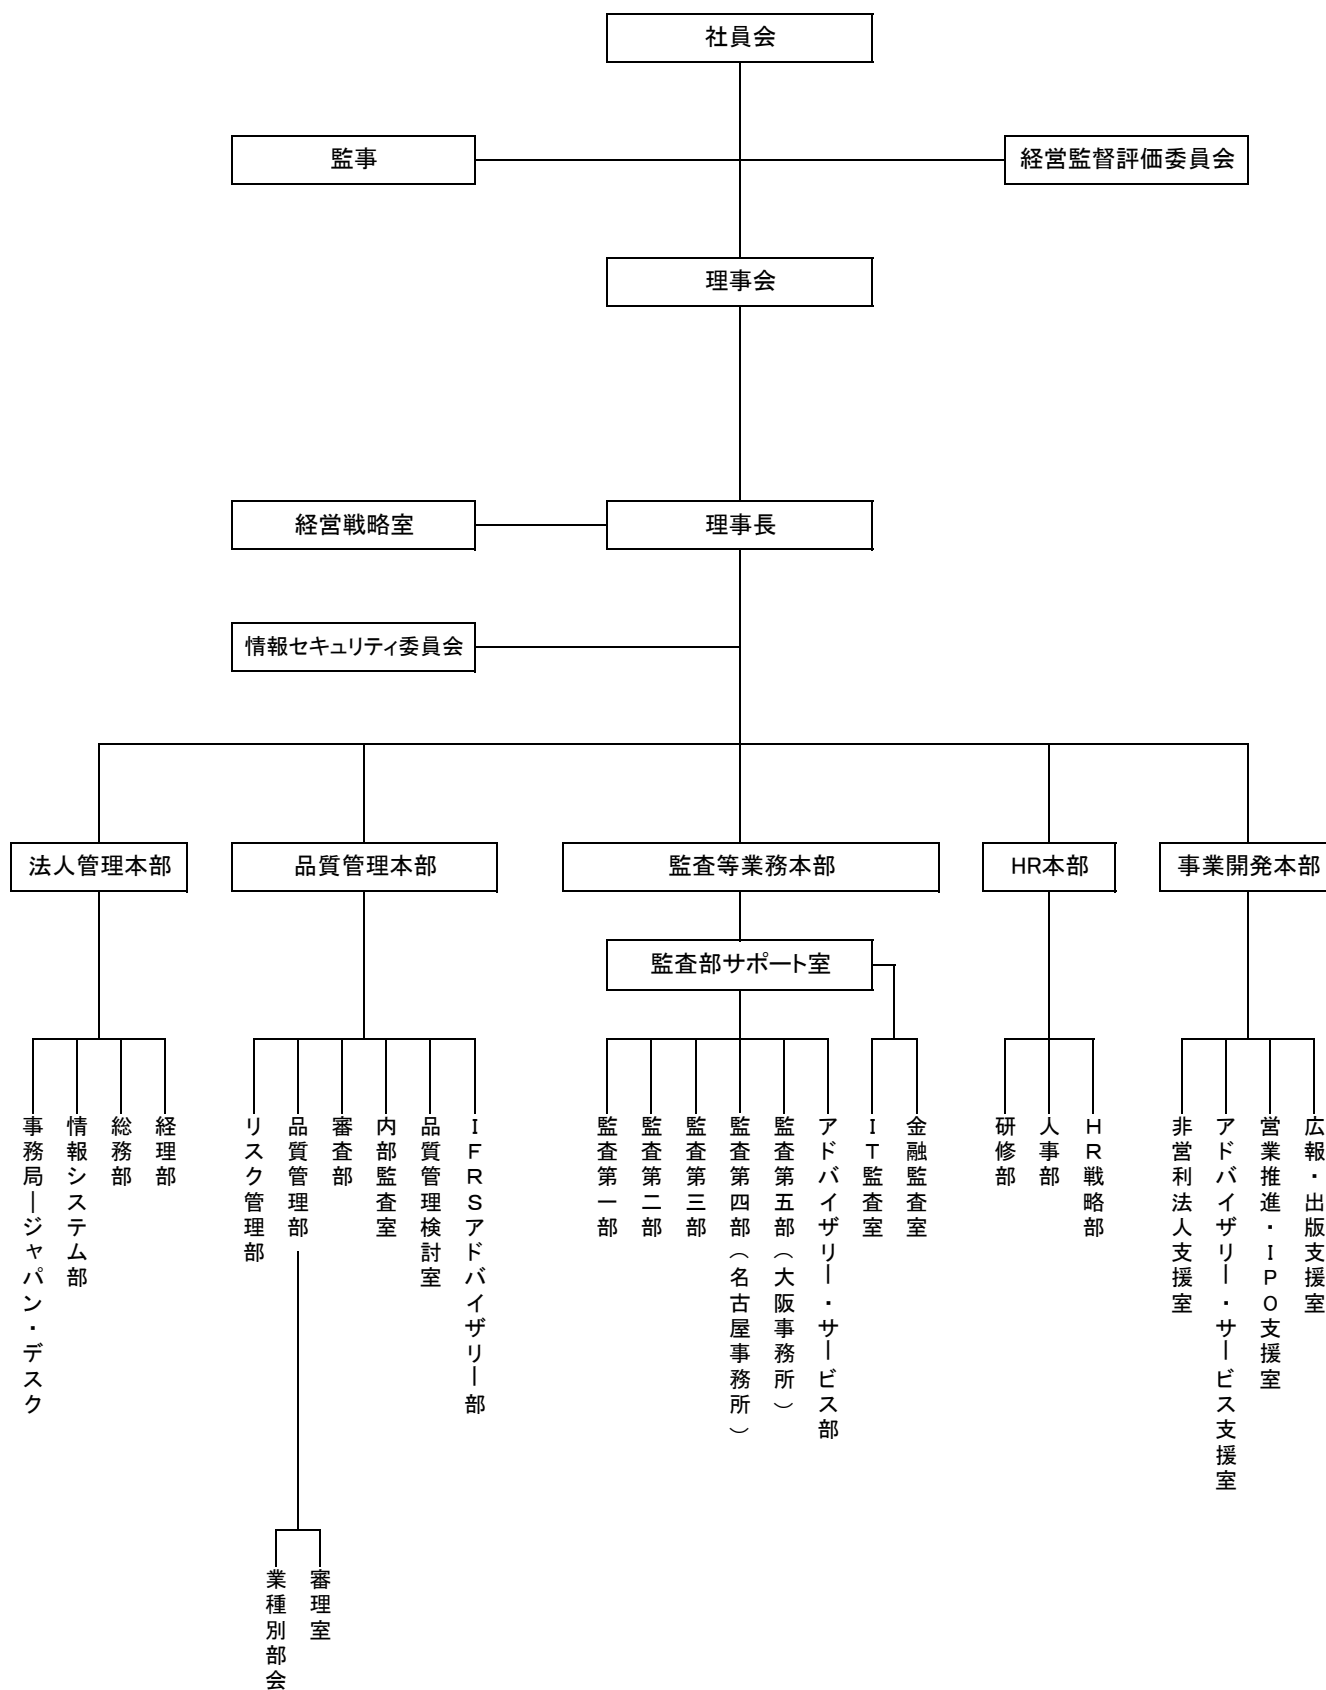 社員会
監事
経営監督評価委員会
理事会
経営戦略室
理事長
情報セキュリティ委員会
法人管理本部
品質管理本部
監査等業務本部
HR本部
事業開発本部
監査部サポート室
事務局ージャパン・デスク
情報システム部
総務部
経理部
リスク管理部
品質管理部
審査部
内部監査室
品質管理検討室
IFRSアドバイザリー部
監査第一部
監査第二部
監査第三部
監査第四部(名古屋事務所)
監査第五部(大阪事務所)
アドバイザリー・サービス部
IT監査室
金融監査室
研修部
人事部
HR戦略部
非営利法人支援室
アドバイザリー・サービス支援室
営業推進・IPO支援室
広報・出版支援室
業種別部会
審理室